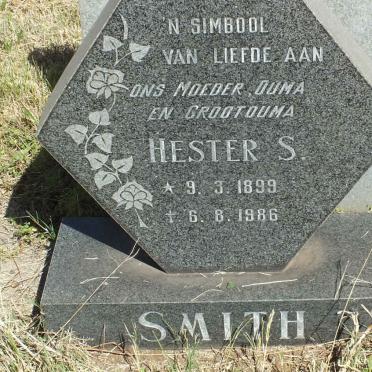 'N SIMBOOL
VAN LIEFDE AAN
ONS MOEDER, OUMA
EN GROOTOUMA
HESTER S.
* 9. 3. 1899
+ 6. 8. 1986
SMITH